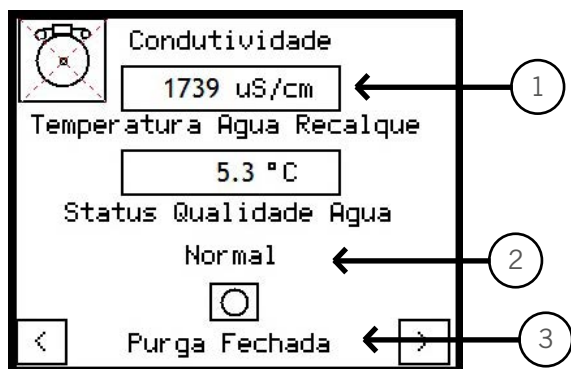 Condutividade
1739 uS/cm
1
Temperatura Agua Recalque
5.3 °C
Status Qualidade Agua
Normal
2
< Purga Fechada >
3